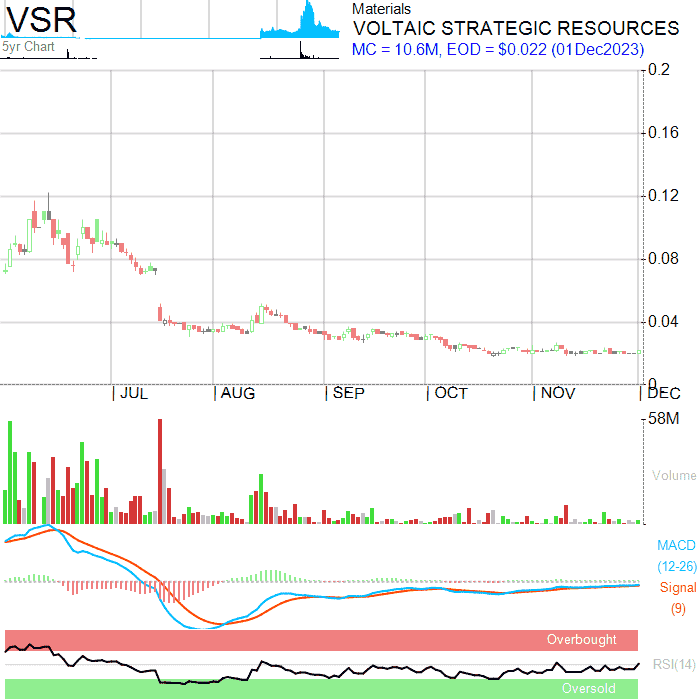 VSR
5yr Chart
Materials
VOLTAIC STRATEGIC RESOURCES
MC = 10.6M, EOD = $0.022 (01Dec2023)
0.2
0.16
0.12
0.08
0.04
0
JUL AUG SEP OCT NOV DEC
58M
Volume
MACD
(12-26)
Signal
(9)
Overbought
RSI(14)
Oversold